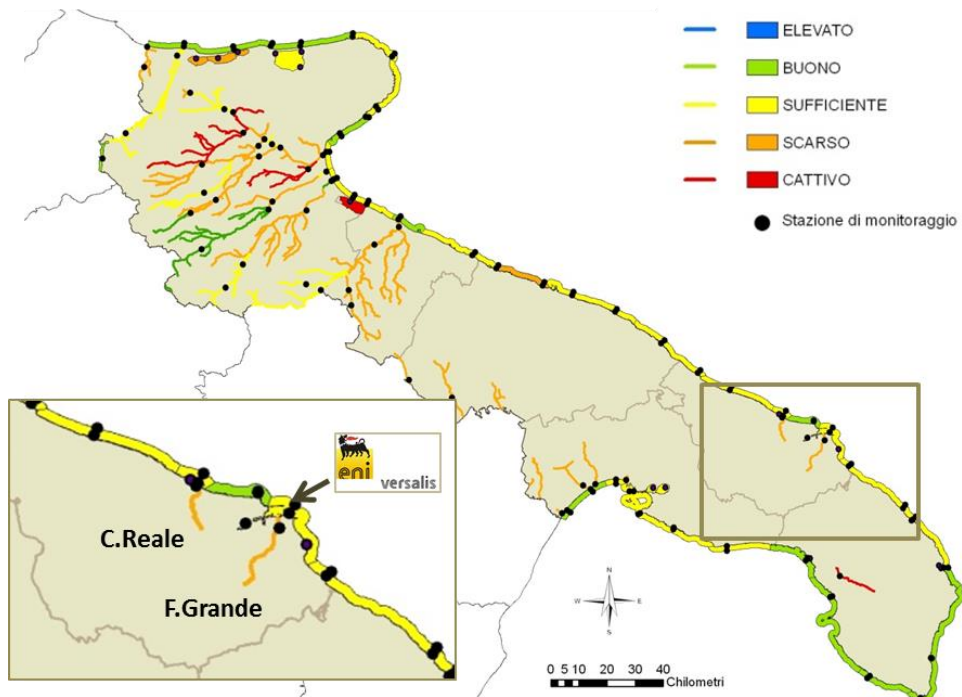 ELEVATO
BUONO
SUFFICIENTE
SCARSO
CATTIVO
Stazione di monitoraggio
eni
versalis
C.Reale
F.Grande
N
W E
S
0 5 10 20 30 40
Chilometri